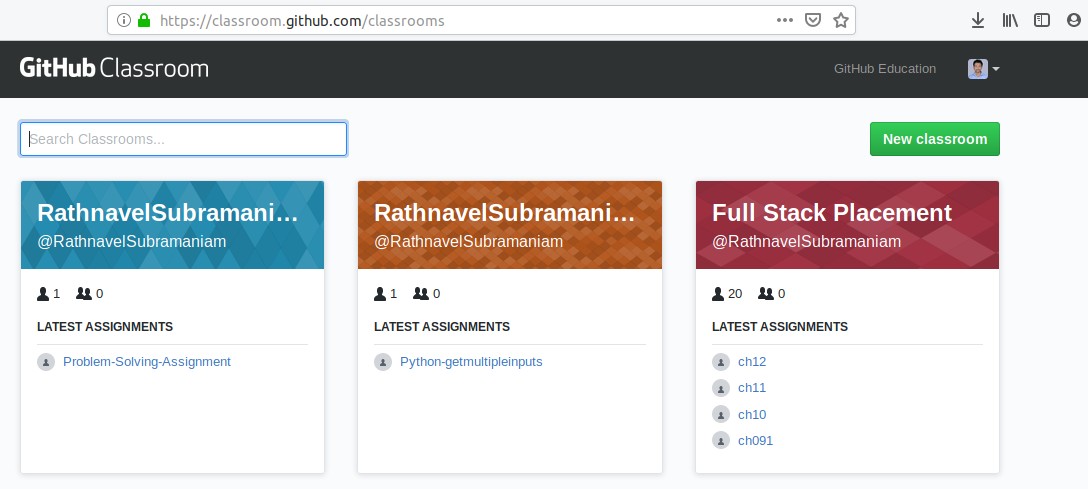 https://classroom.github.com/classrooms
GitHub Classroom
GitHub Education
Search Classrooms...
New classroom
RathnavelSubramani...
@RathnavelSubramaniam
1 0
LATEST ASSIGNMENTS
Problem-Solving-Assignment
RathnavelSubramani...
@RathnavelSubramaniam
1 0
LATEST ASSIGNMENTS
Python-getmultipleinputs
Full Stack Placement
@RathnavelSubramaniam
20 0
LATEST ASSIGNMENTS
ch12
ch11
ch10
ch091